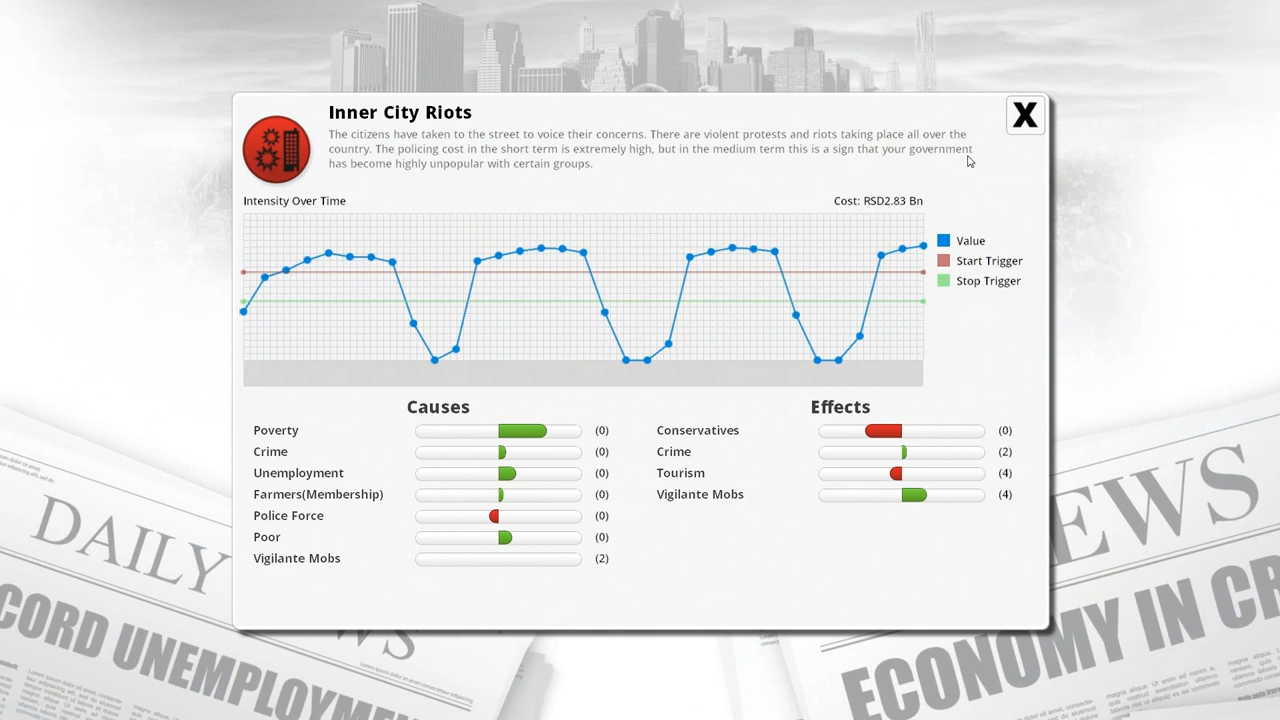 Inner City Riots
X
The citizens have taken to the street to voice their concerns. There are violent protests and riots taking place all over the
country. The policing cost in the short term is extremely high, but in the medium term this is a sign that your government
has become highly unpopular with certain groups.
Intensity Over Time
Cost: RSD2.83 Bn
Value
Start Trigger
Stop Trigger
Causes
Poverty (0)
Crime (0)
Unemployment (0)
Farmers(Membership) (0)
Police Force (0)
Poor (0)
Vigilante Mobs (2)
Effects
Conservatives (0)
Crime (2)
Tourism (4)
Vigilante Mobs (4)
DAILY
WS
CORD UNEMPLOYM
EWS
ECONOMY IN CR